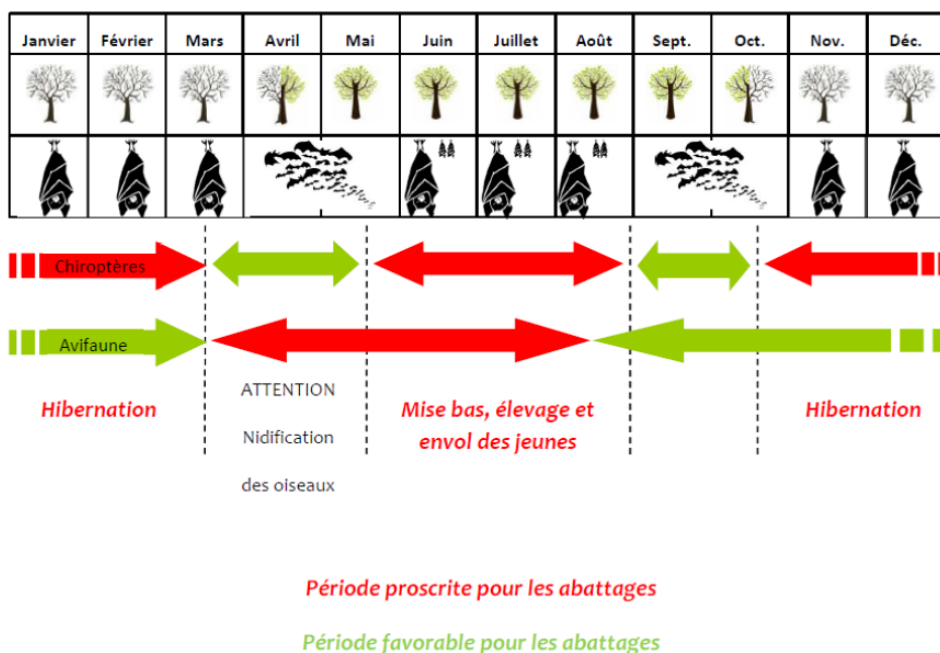 Janvier Février Mars Avril Mai Juin Juillet Août Sept. Oct. Nov. Déc.
Chiroptères
Avifaune
ATTENTION
Hibernation
Mise bas, élevage et
Hibernation
Nidification
envol des jeunes
des oiseaux
Période proscrite pour les abattages
Période favorable pour les abattages